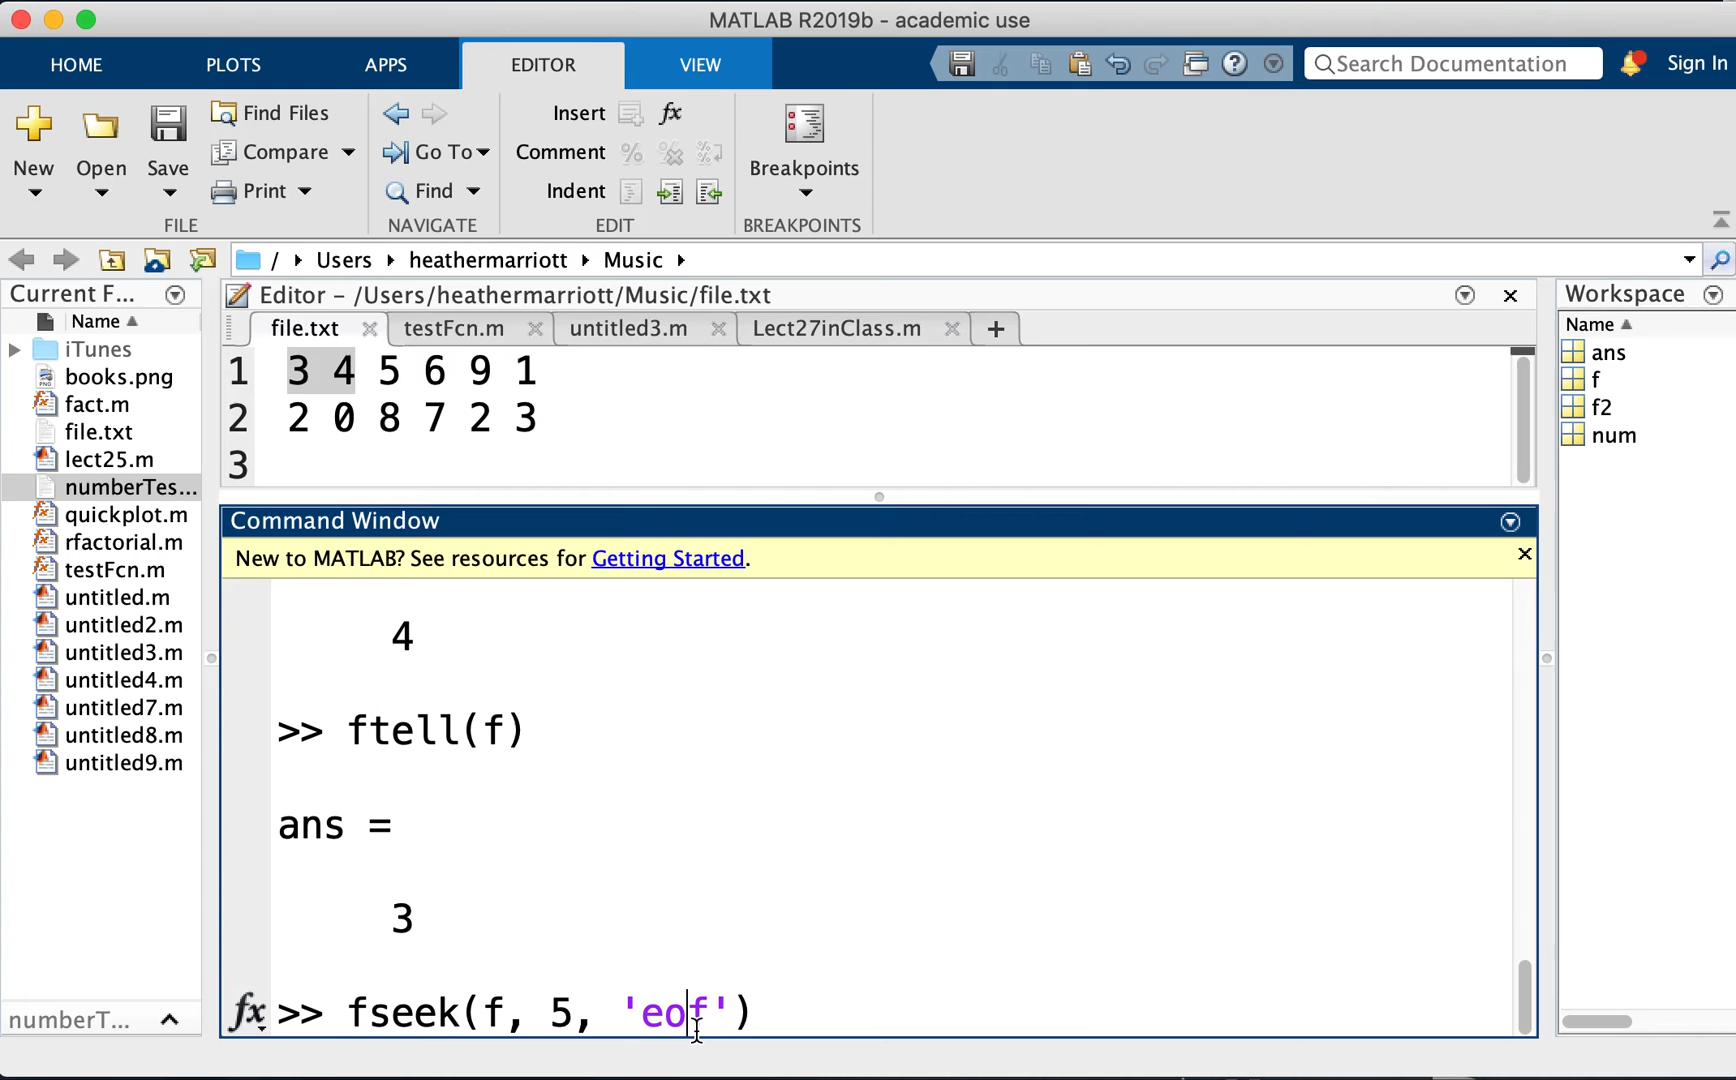 MATLAB R2019b - academic use
HOME PLOTS APPS EDITOR VIEW Search Documentation Sign In
New Open Save
Find Files
Compare
Print
FILE
Go To
Find
NAVIGATE
Insert fx
Comment
Indent
EDIT
Breakpoints
BREAKPOINTS
/ Users heathermarriott Music
Current F...
Name
iTunes
books.png
fact.m
file.txt
lect25.m
numberTes...
quickplot.m
rfactorial.m
testFcn.m
untitled.m
untitled2.m
untitled3.m
untitled4.m
untitled7.m
untitled8.m
untitled9.m
numberT...
Editor - /Users/heathermarriott/Music/file.txt
file.txt testFcn.m untitled3.m Lect27inClass.m +
1 3 4 5 6 9 1
2 2 0 8 7 2 3
3
Command Window
New to MATLAB? See resources for Getting Started.
4
>> ftell(f)
ans =
3
fx >> fseek(f, 5, 'eof')
Workspace
Name
ans
f
f2
num